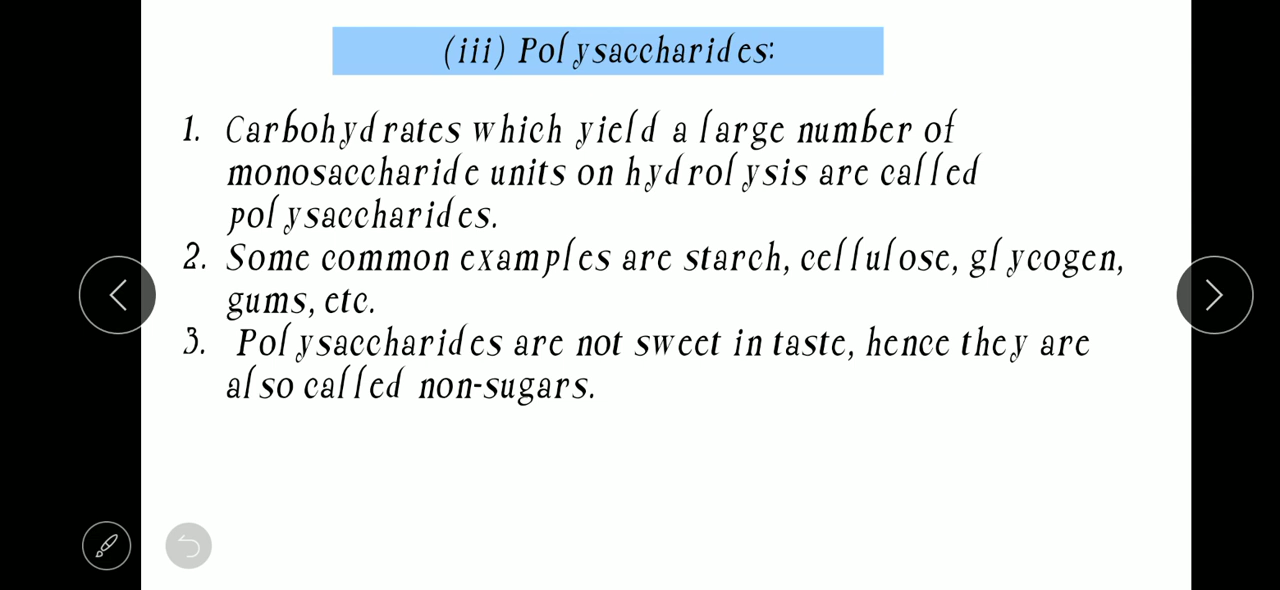 (iii) Polysaccharides:
1. Carbohydrates which yield a large number of
monosaccharide units on hydrolysis are called
polysaccharides.
2. Some common examples are starch, cellulose, glycogen,
gums, etc.
3. Polysaccharides are not sweet in taste, hence they are
also called non-sugars.